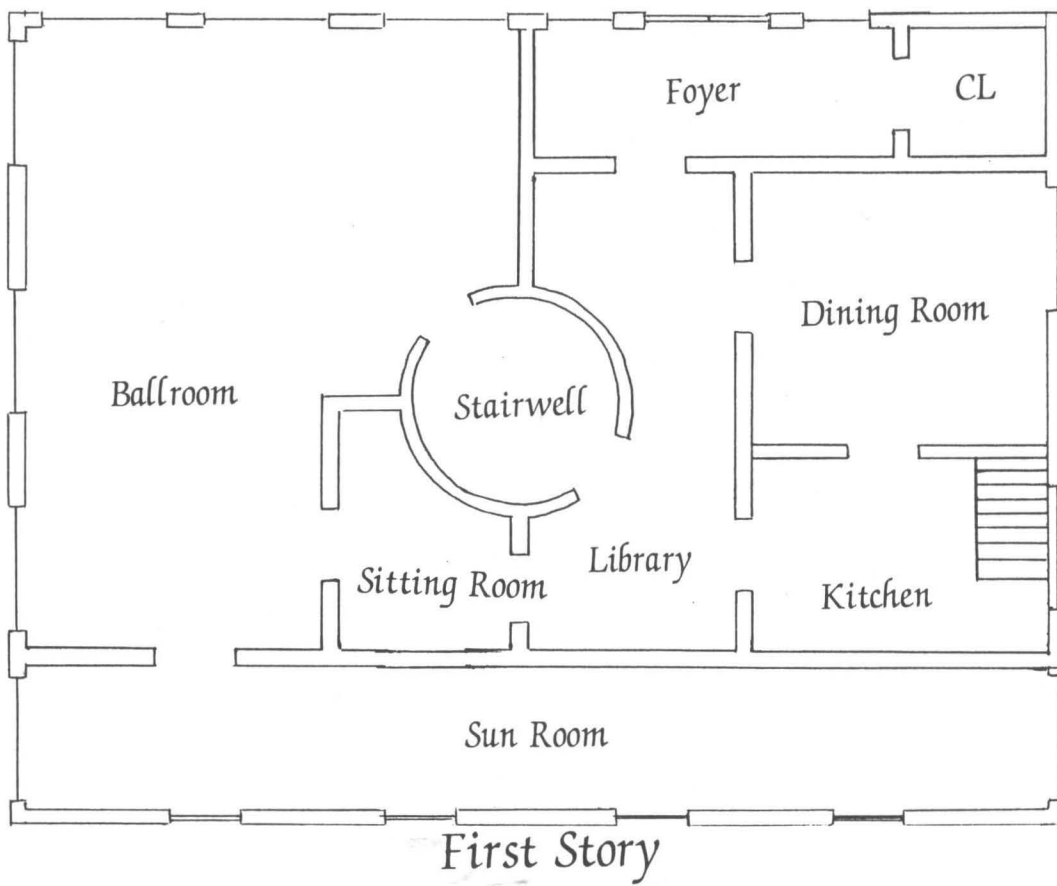 Foyer
CL
Dining Room
Ballroom
Stairwell
Library
Sitting Room
Kitchen
Sun Room
First Story